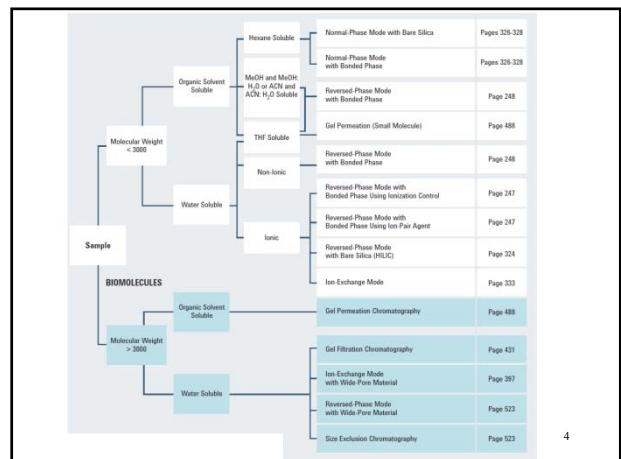 Hexane Soluble
Normal-Phase Mode with Bare Silica
Pages 326-328
Normal-Phase Mode
with Bonded Phase
Pages 326-328
Organic Solvent
Soluble
MeOH and MeOH:
H₂O or ACN and
ACN: H₂O Soluble
Reversed-Phase Mode
with Bonded Phase
Page 248
THF Soluble
Gel Permeation (Small Molecule)
Page 488
Molecular Weight
< 3000
Non-Ionic
Reversed-Phase Mode
with Bonded Phase
Page 248
Water Soluble
Ionic
Reversed-Phase Mode with
Bonded Phase Using Ionization Control
Page 247
Reversed-Phase Mode with
Bonded Phase Using Ion-Pair Agent
Page 247
Reversed-Phase Mode
with Bare Silica (HILIC)
Page 324
Ion-Exchange Mode
Page 333
Sample
BIOMOLECULES
Organic Solvent
Soluble
Gel Permeation Chromatography
Page 488
Molecular Weight
> 3000
Water Soluble
Gel Filtration Chromatography
Page 431
Ion-Exchange Mode
with Wide-Pore Material
Page 397
Reversed-Phase Mode
with Wide-Pore Material
Page 523
Size Exclusion Chromatography
Page 523
4